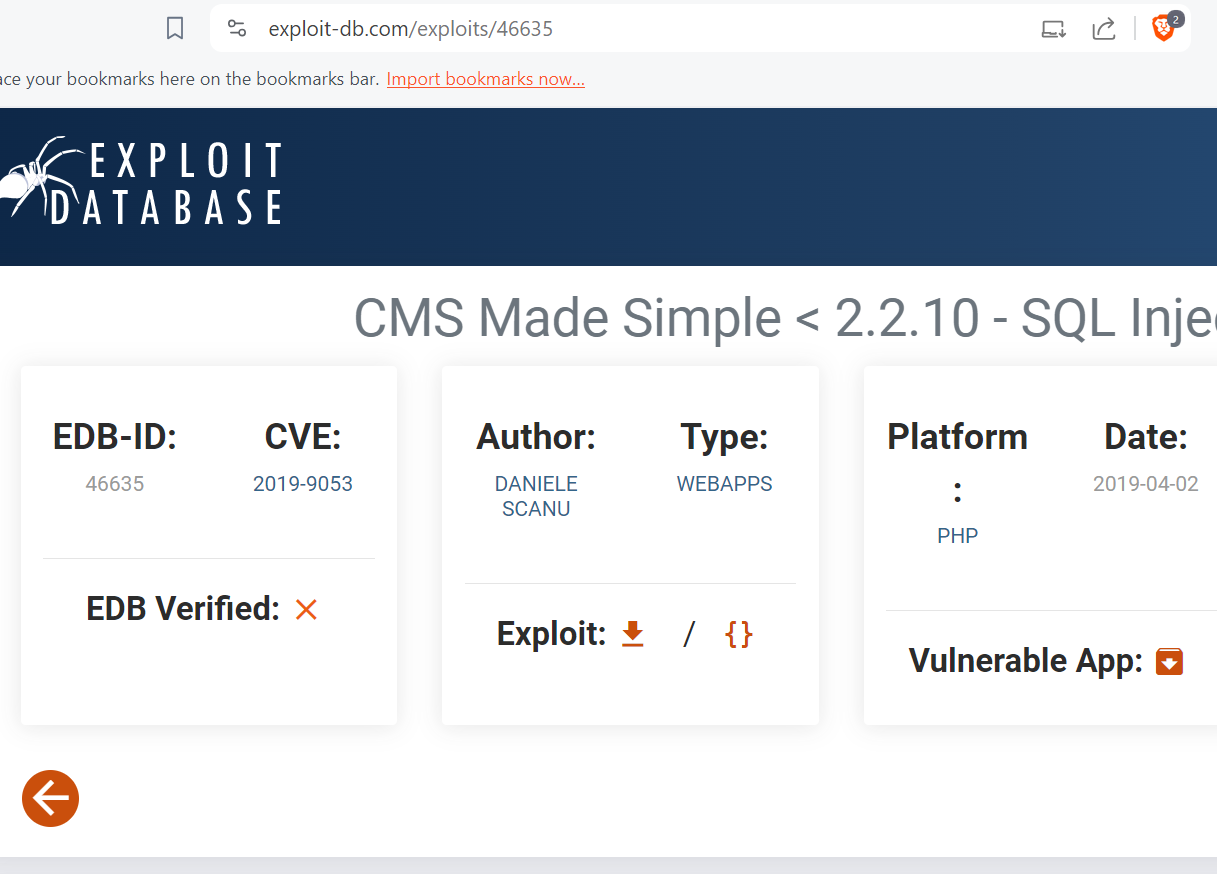 exploit-db.com/exploits/46635
2
ace your bookmarks here on the bookmarks bar. Import bookmarks now...
EXPLOIT
DATABASE
CMS Made Simple < 2.2.10 - SQL
EDB-ID:
46635
CVE:
2019-9053
EDB Verified:
Author:
DANIELE
SCANU
Type:
WEBAPPS
Exploit: / {}
Platform
:
PHP
Date:
2019-04-02
Vulnerable App: